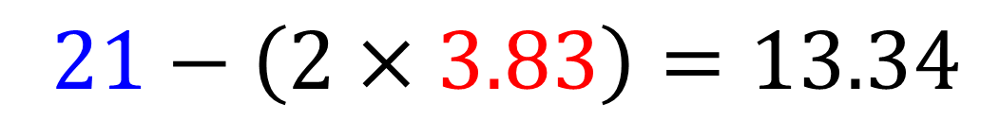 21 − (2 × 3.83) = 13.34